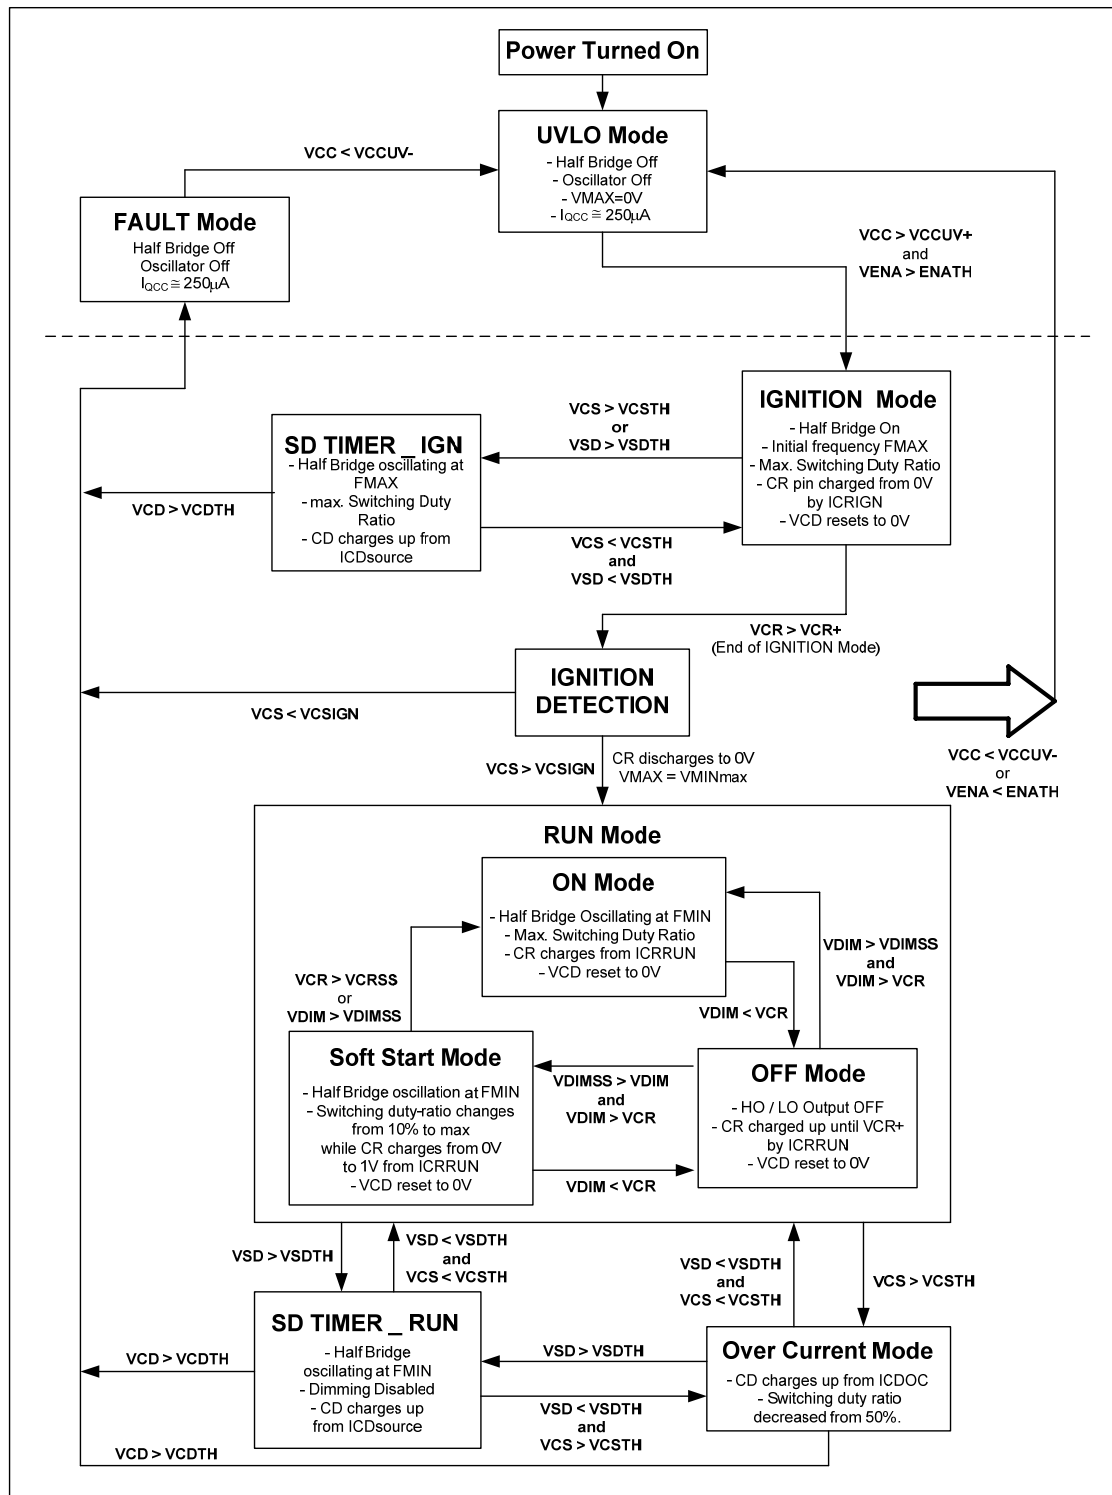 Power Turned On
UVLO Mode
- Half Bridge Off
- Oscillator Off
- VMAX=0V
- IQCC ≅ 250µA
VCC < VCCUV-
FAULT Mode
Half Bridge Off
Oscillator Off
IQCC ≅ 250µA
VCC > VCCUV+
and
VENA > ENATH
IGNITION Mode
- Half Bridge On
- Initial frequency FMAX
- Max. Switching Duty Ratio
- CR pin charged from 0V
by ICRIGN
- VCD resets to 0V
VCS > VCSTH
or
VSD > VSDTH
SD TIMER _ IGN
- Half Bridge oscillating at
FMAX
- max. Switching Duty
Ratio
- CD charges up from
ICDsource
VCD > VCDTH
VCS < VCSTH
and
VSD < VSDTH
VCR > VCR+
(End of IGNITION Mode)
IGNITION
DETECTION
VCS < VCSIGN
VCS > VCSIGN
CR discharges to 0V
VMAX = VMINmax
VCC < VCCUV-
or
VENA < ENATH
RUN Mode
ON Mode
- Half Bridge Oscillating at FMIN
- Max. Switching Duty Ratio
- CR charges from ICRRUN
- VCD reset to 0V
VDIM > VDIMSS
and
VDIM > VCR
VCR > VCRSS
or
VDIM > VDIMSS
VDIM < VCR
Soft Start Mode
- Half Bridge oscillation at FMIN
- Switching duty-ratio changes
from 10% to max
while CR charges from 0V
to 1V from ICRRUN
- VCD reset to 0V
VDIMSS > VDIM
and
VDIM > VCR
VDIM < VCR
OFF Mode
- HO / LO Output OFF
- CR charged up until VCR+
by ICRRUN
- VCD reset to 0V
VSD > VSDTH
VSD < VSDTH
and
VCS < VCSTH
VSD < VSDTH
and
VCS < VCSTH
VCS > VCSTH
SD TIMER _ RUN
- Half Bridge
oscillating at FMIN
- Dimming Disabled
- CD charges up
from ICDsource
VCD > VCDTH
VSD > VSDTH
VSD < VSDTH
and
VCS > VCSTH
Over Current Mode
- CD charges up from ICDOC
- Switching duty ratio
decreased from 50%.
VCD > VCDTH